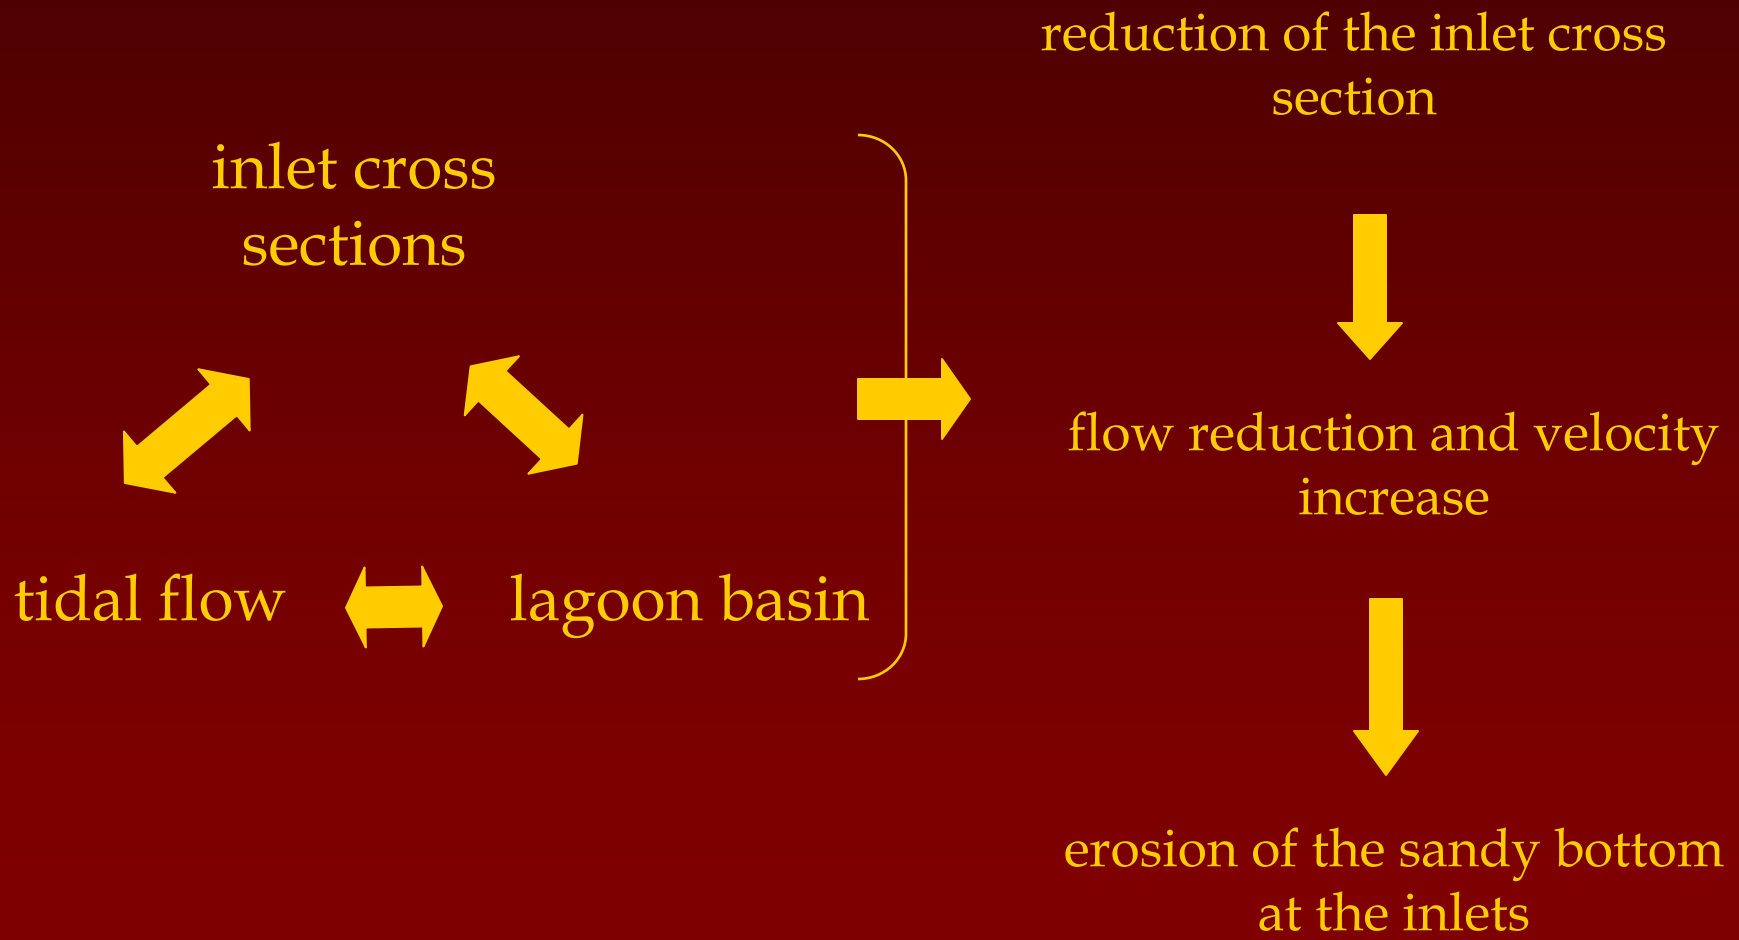 inlet cross
sections
tidal flow
lagoon basin
reduction of the inlet cross
section
flow reduction and velocity
increase
erosion of the sandy bottom
at the inlets